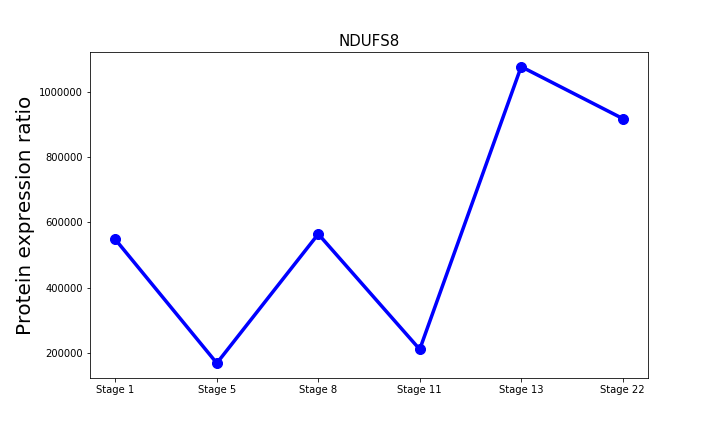 NDUFS8
Protein expression ratio
1000000
800000
600000
400000
200000
Stage 1 Stage 5 Stage 8 Stage 11 Stage 13 Stage 22